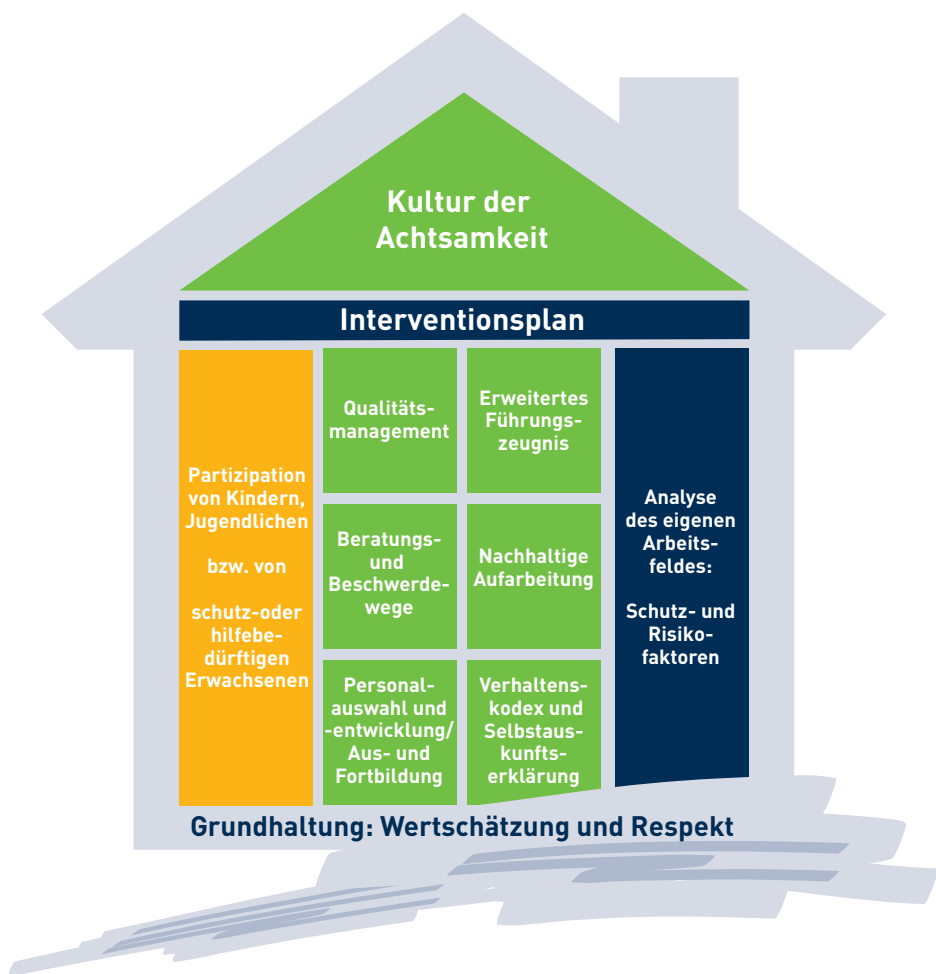 Kultur der
Achtsamkeit
Interventionsplan
Partizipation
von Kindern,
Jugendlichen
bzw. von
schutz-oder
hilfebe-
dürftigen
Erwachsenen
Qualitäts-
management
Erweitertes
Führungs-
zeugnis
Beratungs-
und
Beschwerde-
wege
Nachhaltige
Aufarbeitung
Personal-
auswahl und
-entwicklung/
Aus- und
Fortbildung
Verhaltens-
kodex und
Selbstaus-
kunfts-
erklärung
Analyse
des eigenen
Arbeits-
feldes:
Schutz- und
Risiko-
faktoren
Grundhaltung: Wertschätzung und Respekt